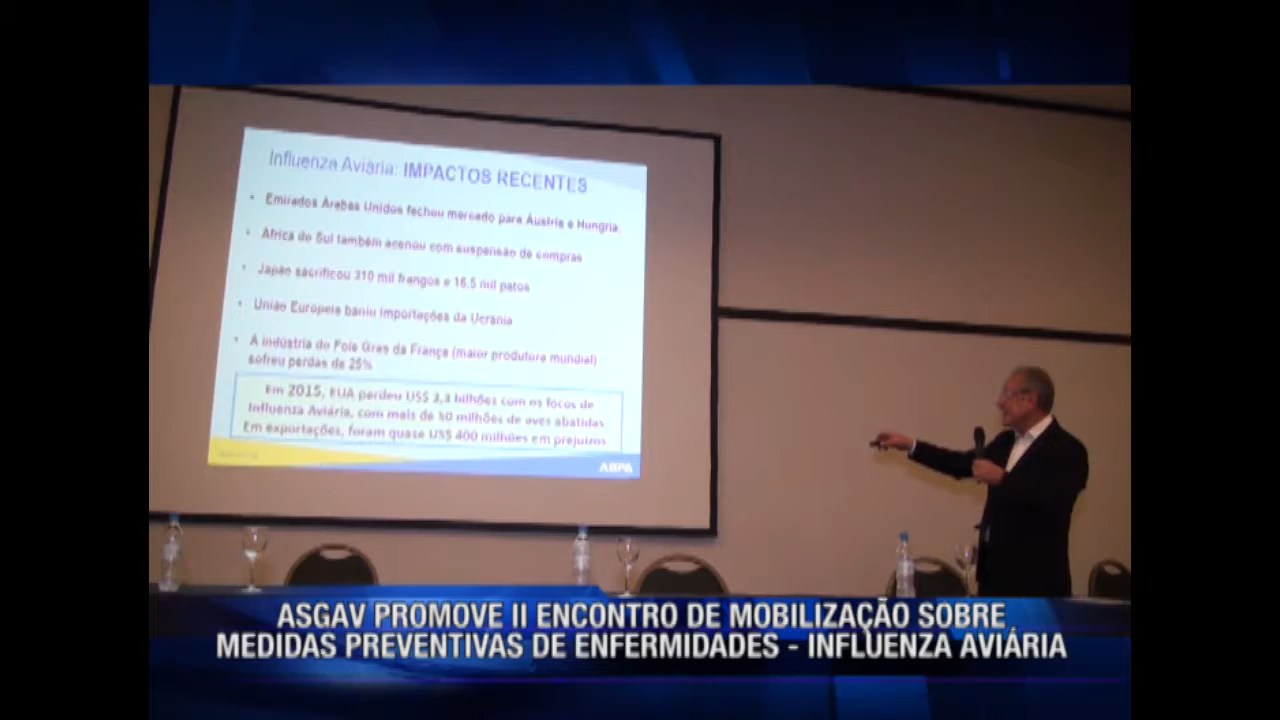 Influenza Aviária: IMPACTOS RECENTES
• Emirados Árabes Unidos fechou mercado para Áustria e Hungria.
• África do Sul também acenou com suspensão de compras
• Japão sacrificou 310 mil frangos e 16,5 mil patos
• União Europeia baniu importações da Ucrania
• A indústria do Foie Gras da França (maior produtora mundial)
sofreu perdas de 25%
Em 2015, EUA perdeu US$ 3,3 bilhões com os focos de
Influenza Aviária, com mais de 50 milhões de aves abatidas.
Em exportações, foram quase US$ 400 milhões em prejuízos
ABPA
ASGAV PROMOVE II ENCONTRO DE MOBILIZAÇÃO SOBRE
MEDIDAS PREVENTIVAS DE ENFERMIDADES - INFLUENZA AVIÁRIA